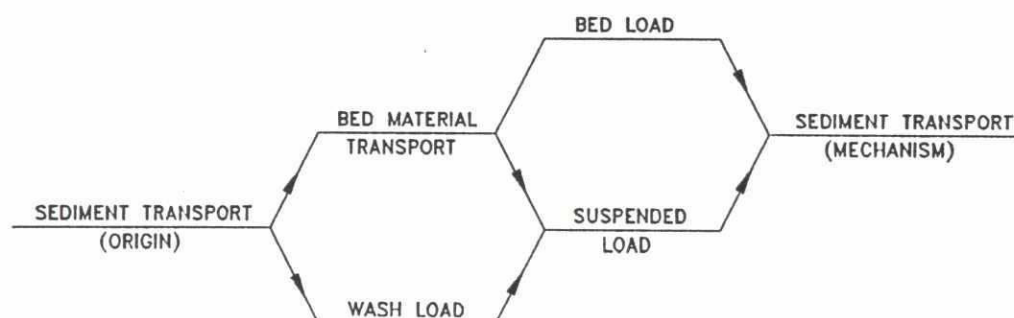 BED LOAD
BED MATERIAL
TRANSPORT
SEDIMENT TRANSPORT
(MECHANISM)
SEDIMENT TRANSPORT
(ORIGIN)
SUSPENDED
LOAD
WASH LOAD